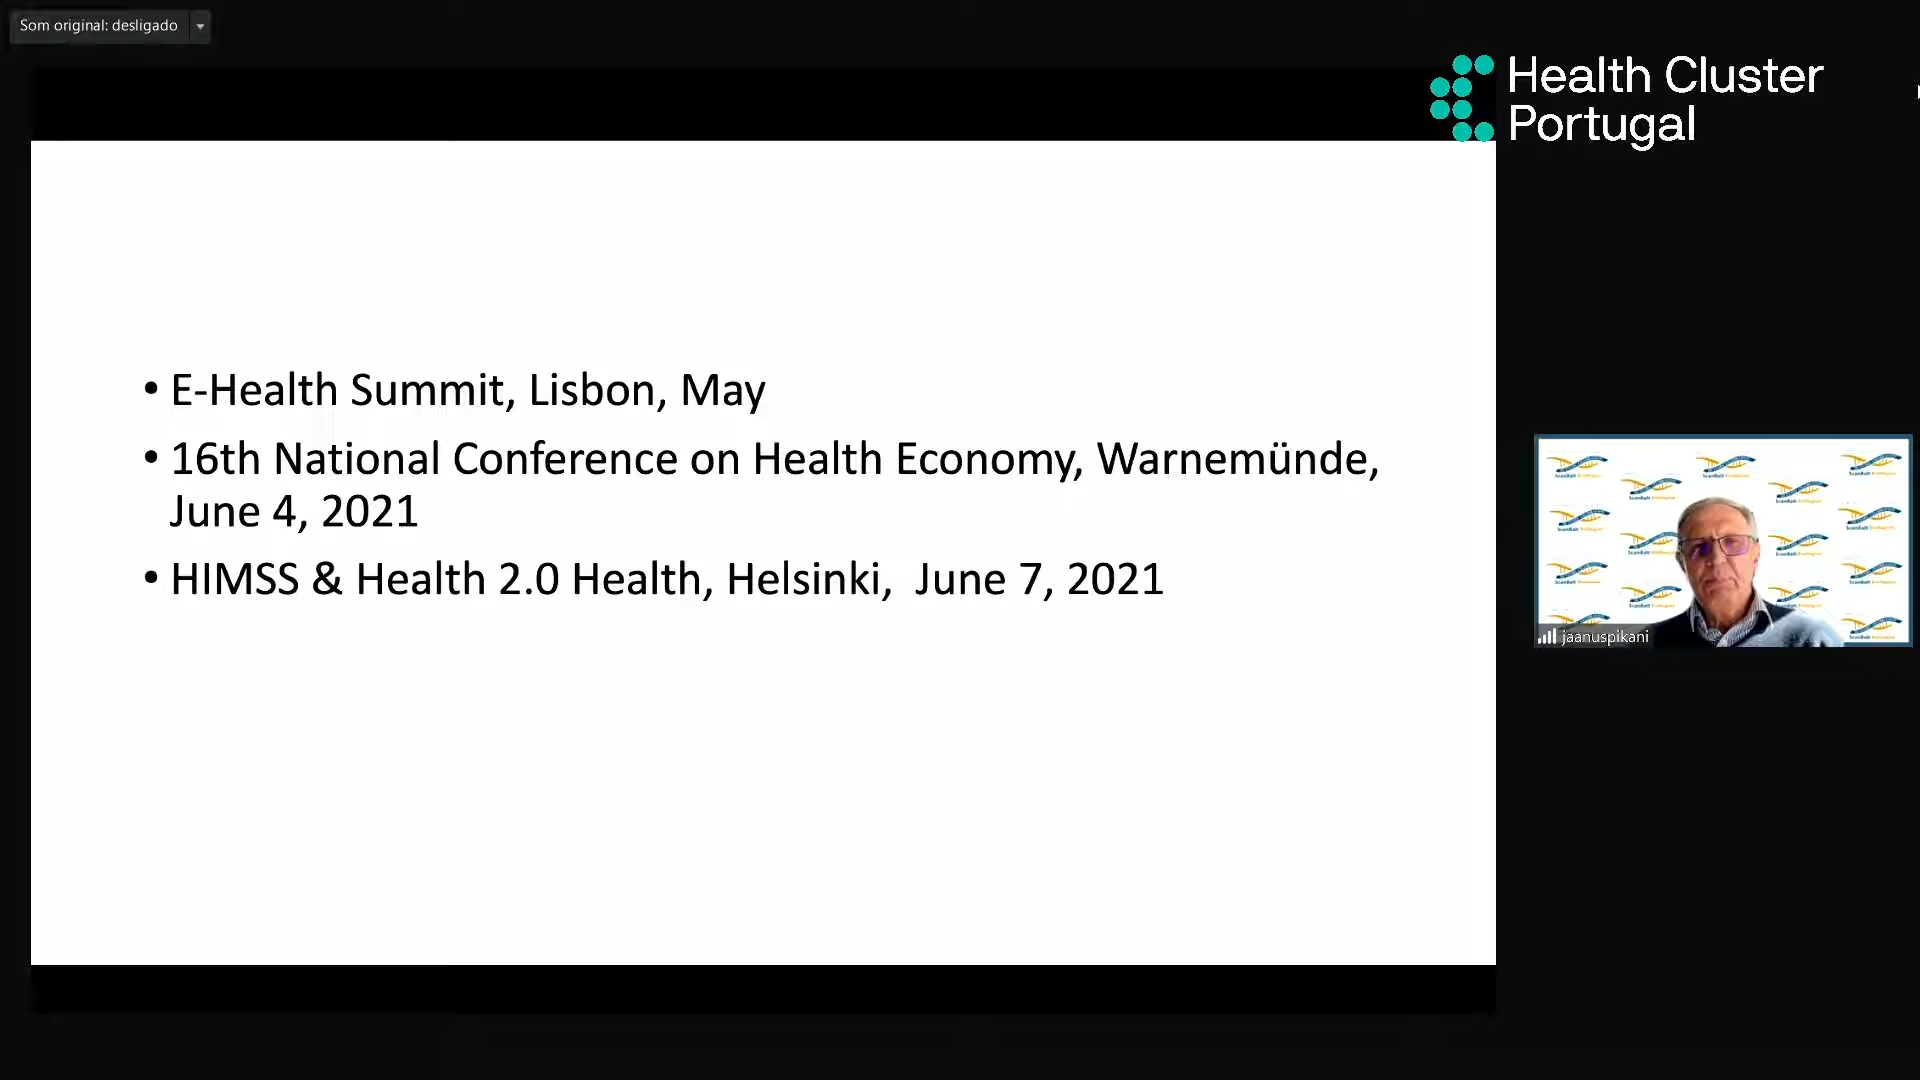 Som original: desligado
Health Cluster
Portugal
• E-Health Summit, Lisbon, May
• 16th National Conference on Health Economy, Warnemünde,
June 4, 2021
• HIMSS & Health 2.0 Health, Helsinki,  June 7, 2021
jaanuspikani